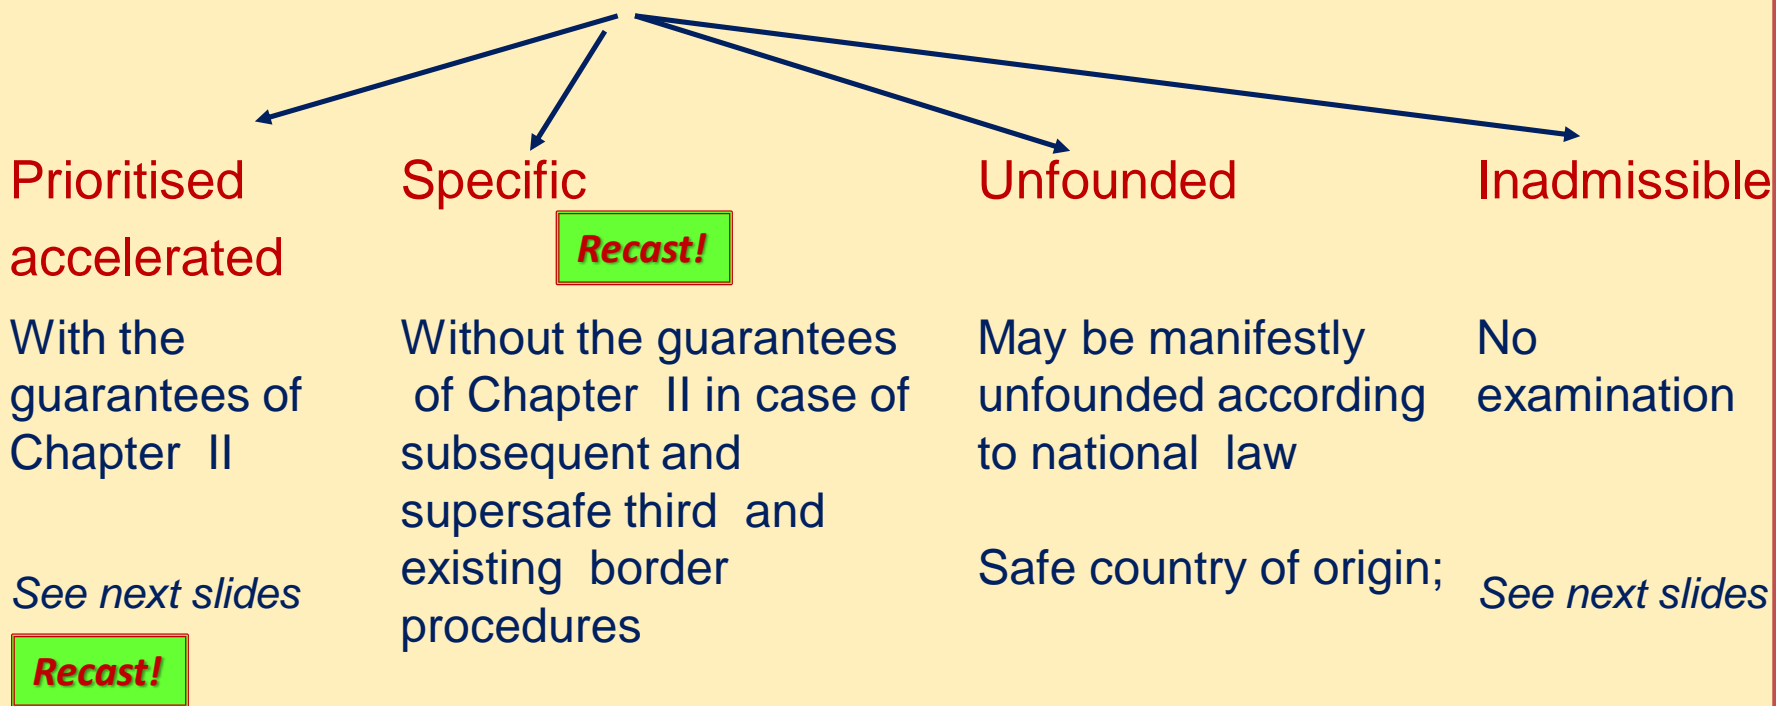 Prioritised
accelerated
With the
guarantees of
Chapter II
See next slides
Recast!
Specific
Recast!
Without the guarantees
of Chapter II in case of
subsequent and
supersafe third and
existing border
procedures
Unfounded
May be manifestly
unfounded according
to national law
Safe country of origin;
Inadmissible
No
examination
See next slides